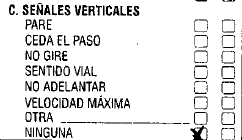 C. SEÑALES VERTICALES
PARE
CEDA EL PASO
NO GIRE
SENTIDO VIAL
NO ADELANTAR
VELOCIDAD MÁXIMA
OTRA
NINGUNA
X